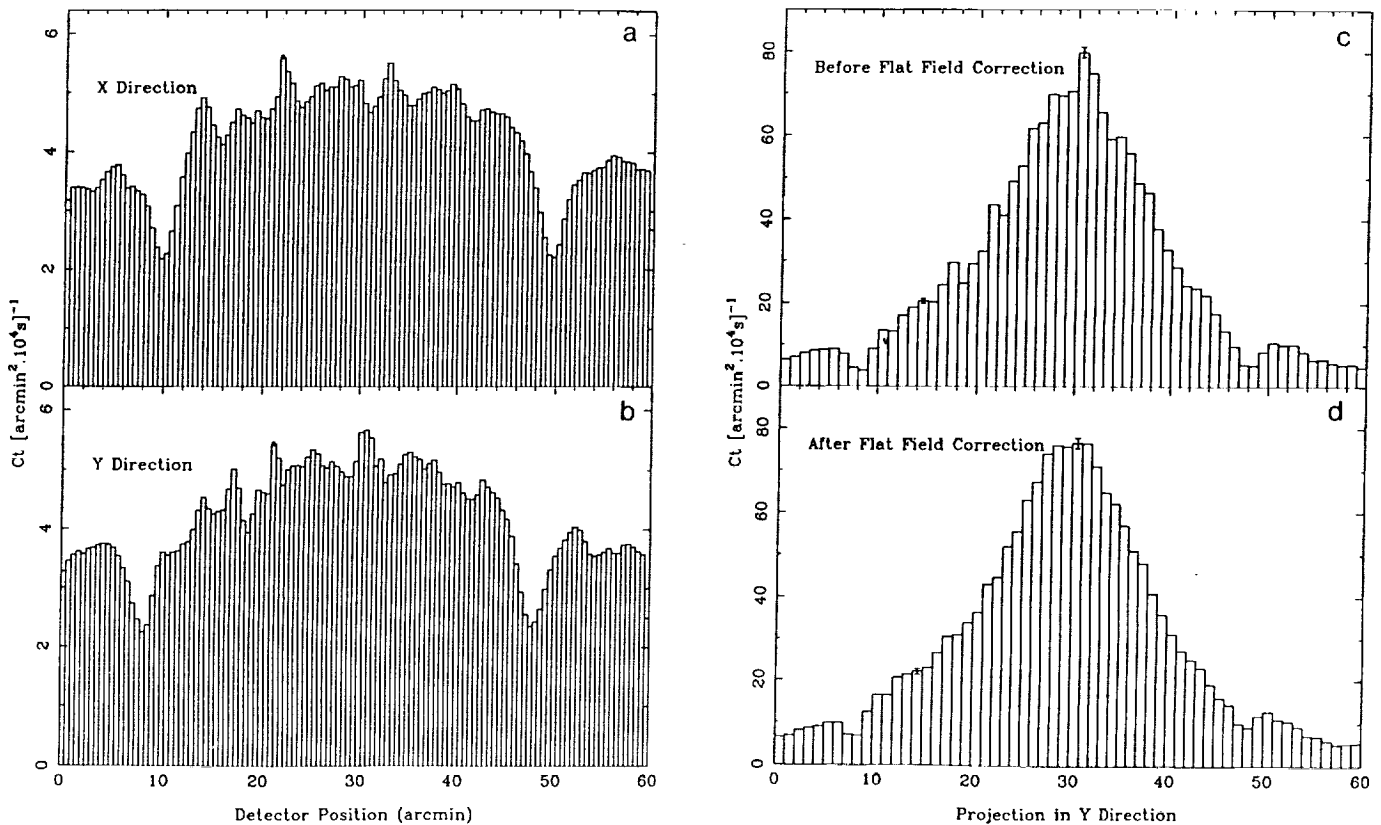 a
X Direction
6
4
2
0
b
Y Direction
6
4
2
0
Ct [arcmin².10⁴s]⁻¹
0 10 20 30 40 50 60
Detector Position (arcmin)
c
Before Flat Field Correction
80
60
40
20
0
d
After Flat Field Correction
80
60
40
20
0
Ct [arcmin².10⁴s]⁻¹
0 10 20 30 40 50 60
Projection in Y Direction